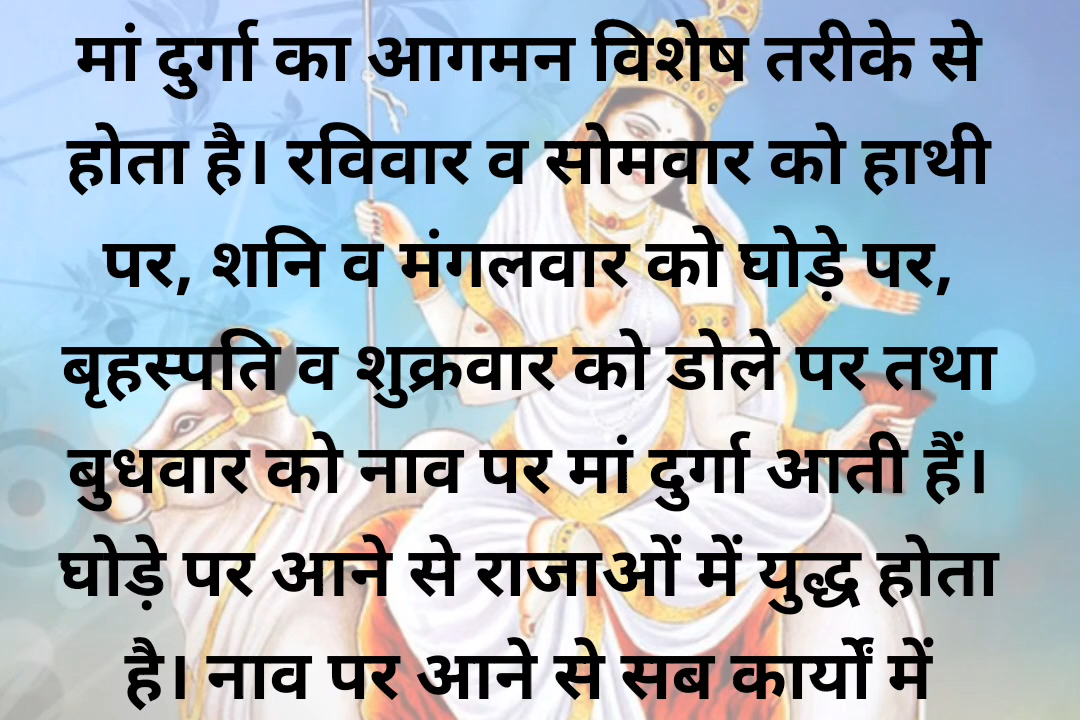 मां दुर्गा का आगमन विशेष तरीके से
होता है। रविवार व सोमवार को हाथी
पर, शनि व मंगलवार को घोड़े पर,
बृहस्पति व शुक्रवार को डोले पर तथा
बुधवार को नाव पर मां दुर्गा आती हैं।
घोड़े पर आने से राजाओं में युद्ध होता
है। नाव पर आने से सब कार्यों में